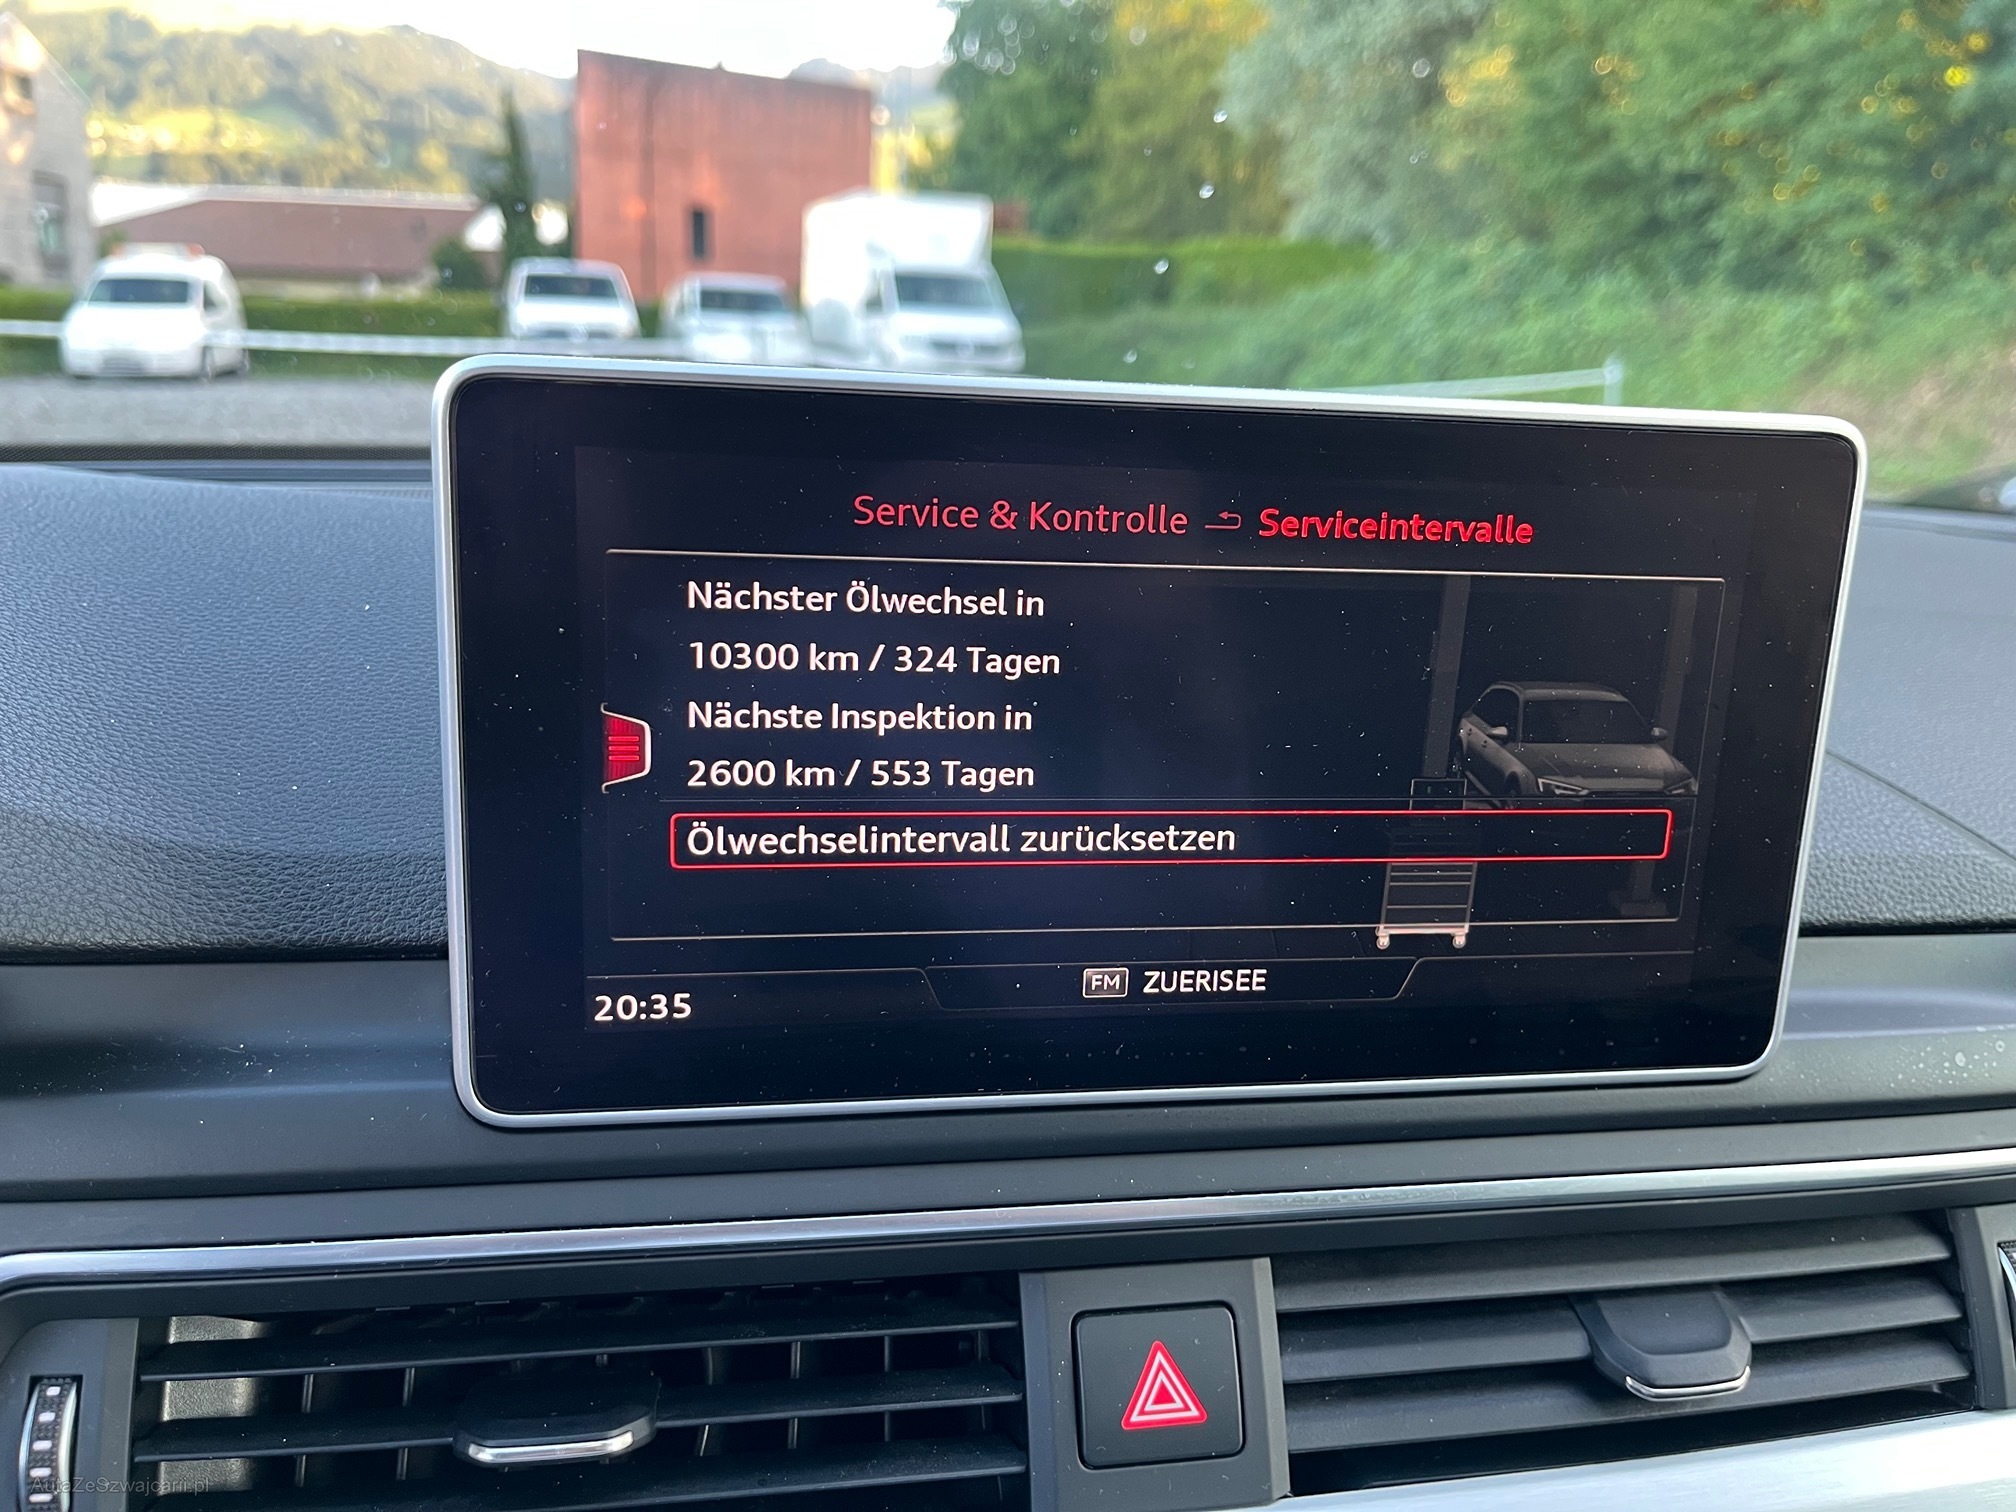 Service & Kontrolle Serviceintervalle
Nächster Ölwechsel in
10300 km / 324 Tagen
Nächste Inspektion in
2600 km / 553 Tagen
Ölwechselintervall zurücksetzen
FM ZUERISEE
20:35
AutaZeSzwajcarii.pl